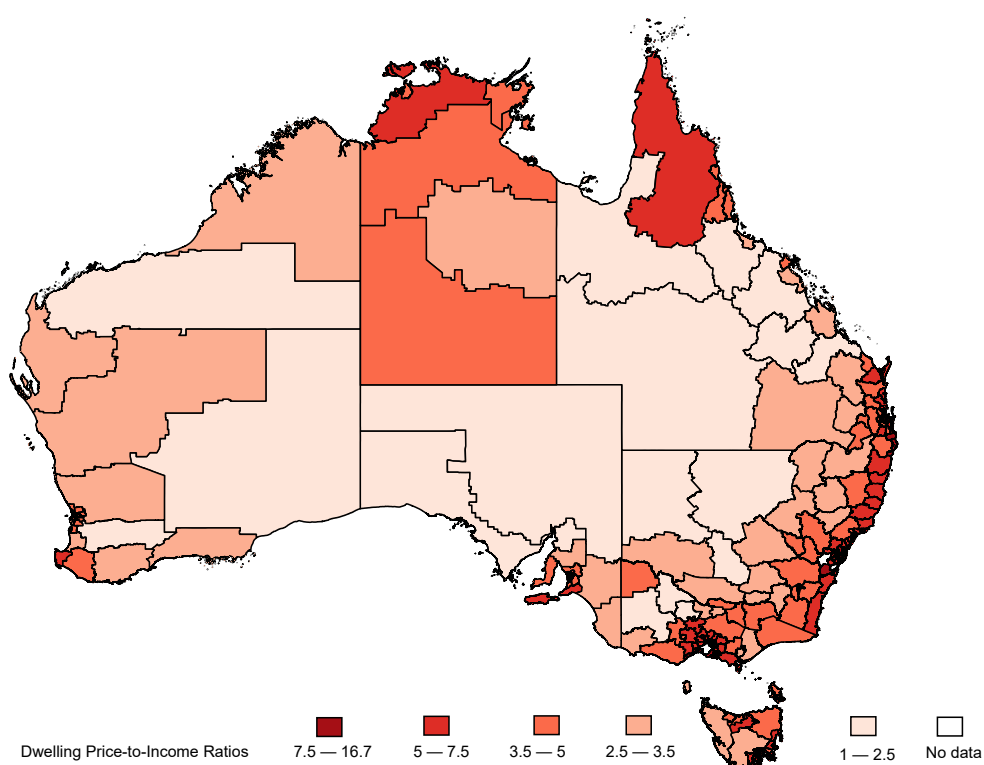 Dwelling Price-to-Income Ratios
7.5 — 16.7
5 — 7.5
3.5 — 5
2.5 — 3.5
1 — 2.5
No data